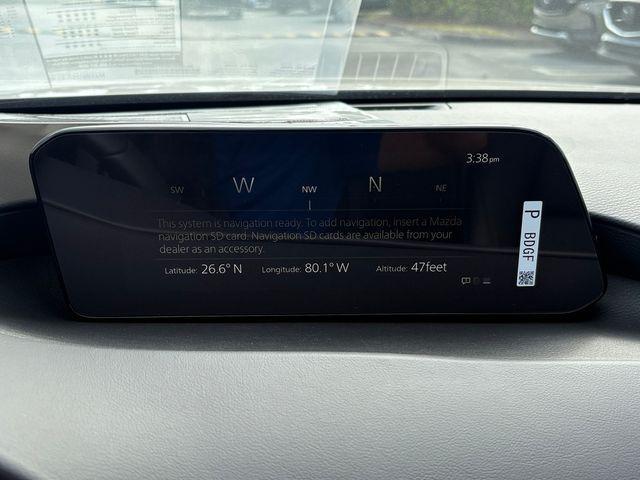 3:38pm
SW W NW N NE
This system is navigation ready. To add navigation, insert a Mazda
navigation SD card. Navigation SD cards are available from your
dealer as an accessory.
Latitude: 26.6° N Longitude: 80.1° W Altitude: 47feet
P BDGF